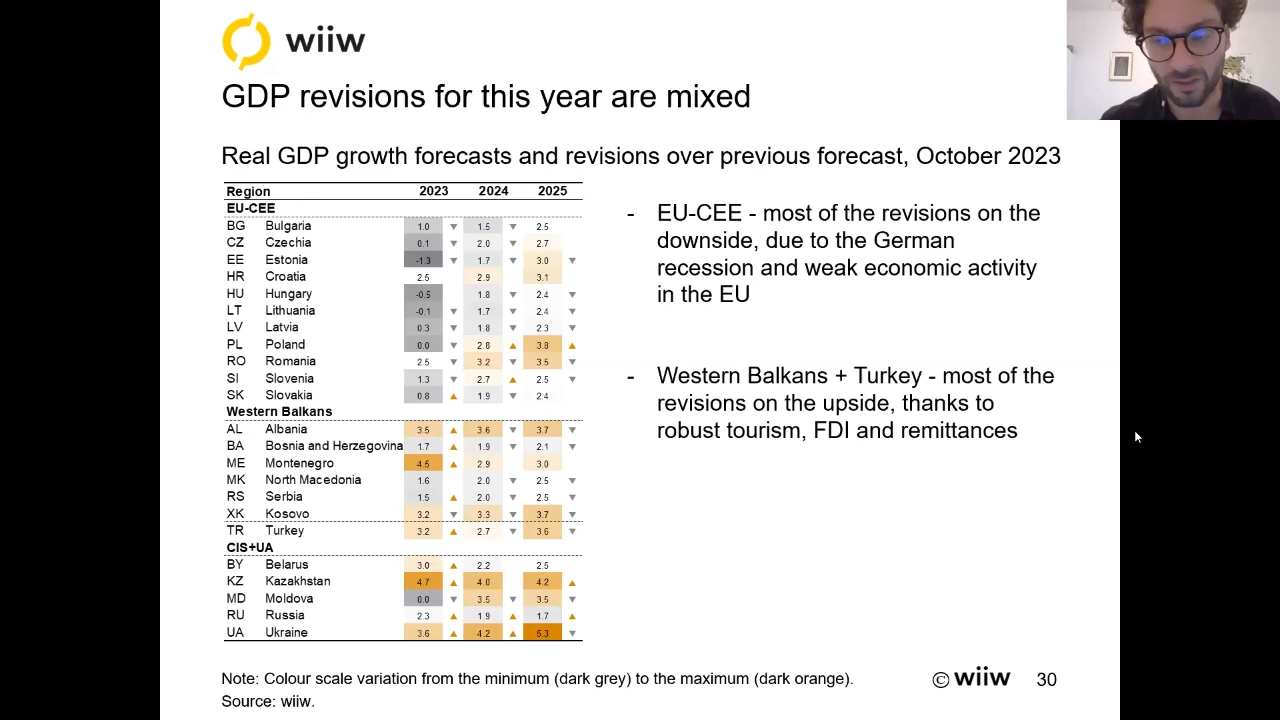 wiiw
GDP revisions for this year are mixed
Real GDP growth forecasts and revisions over previous forecast, October 2023
Region 2023 2024 2025
EU-CEE
BG Bulgaria 1.0 ▼ 1.5 ▼ 2.5
CZ Czechia 0.1 ▼ 2.0 ▼ 2.7
EE Estonia -1.3 ▼ 1.7 ▼ 3.0 ▼
HR Croatia 2.5 2.9 3.1
HU Hungary -0.5 1.8 ▼ 2.4 ▼
LT Lithuania -0.1 ▼ 1.7 ▼ 2.4 ▼
LV Latvia 0.3 ▼ 1.8 ▼ 2.3 ▼
PL Poland 0.0 ▼ 2.8 ▲ 3.8 ▲
RO Romania 2.5 ▼ 3.2 ▼ 3.5 ▼
SI Slovenia 1.3 ▼ 2.7 ▲ 2.5 ▼
SK Slovakia 0.8 ▲ 1.9 ▼ 2.4
Western Balkans
AL Albania 3.5 ▲ 3.6 ▼ 3.7 ▼
BA Bosnia and Herzegovina 1.7 ▲ 1.9 ▼ 2.1 ▼
ME Montenegro 4.5 ▲ 2.9 3.0
MK North Macedonia 1.6 2.0 ▼ 2.5 ▼
RS Serbia 1.5 ▲ 2.0 ▼ 2.5 ▼
XK Kosovo 3.2 ▼ 3.3 ▼ 3.7 ▼
TR Turkey 3.2 ▲ 2.7 ▼ 3.6 ▼
CIS+UA
BY Belarus 3.0 ▲ 2.2 2.5
KZ Kazakhstan 4.7 ▲ 4.0 4.2 ▲
MD Moldova 0.0 ▼ 3.5 ▼ 3.5 ▼
RU Russia 2.3 ▲ 1.9 ▲ 1.7 ▲
UA Ukraine 3.6 ▲ 4.2 ▲ 5.3 ▼
- EU-CEE - most of the revisions on the
downside, due to the German
recession and weak economic activity
in the EU
- Western Balkans + Turkey - most of the
revisions on the upside, thanks to
robust tourism, FDI and remittances
Note: Colour scale variation from the minimum (dark grey) to the maximum (dark orange).
Source: wiiw.
© wiiw 30